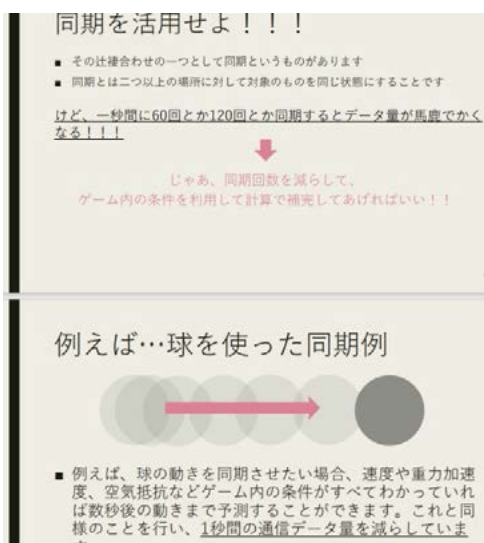 同期を活用せよ！！！
■ その辻褄合わせの一つとして同期というものがあります
■ 同期とは二つ以上の場所に対して対象のものを同じ状態にすることです
けど、一秒間に60回とか120回とか同期するとデータ量が馬鹿でかく
なる！！！
じゃあ、同期回数を減らして、
ゲーム内の条件を利用して計算で補完してあげればいい！！
例えば…球を使った同期例
■ 例えば、球の動きを同期させたい場合、速度や重力加速
度、空気抵抗などゲーム内の条件がすべてわかっていれ
ば数秒後の動きまで予測することができます。これと同
様のことを行い、1秒間の通信データ量を減らしていま